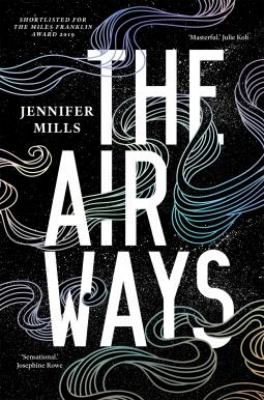 SHORTLISTED FOR
THE MILES FRANKLIN
AWARD 2019
'Masterful.' Julie Koh
JENNIFER
MILLS
THE
AIR
WAYS
'Sensational.'
Josephine Rowe